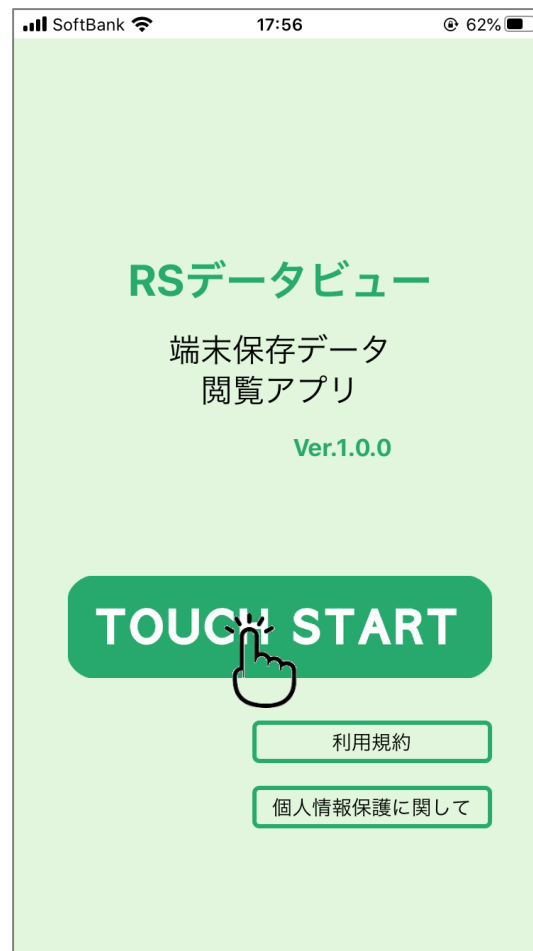 SoftBank 17:56 62%
RSデータビュー
端末保存データ
閲覧アプリ
Ver.1.0.0
TOUCH START
利用規約
個人情報保護に関して